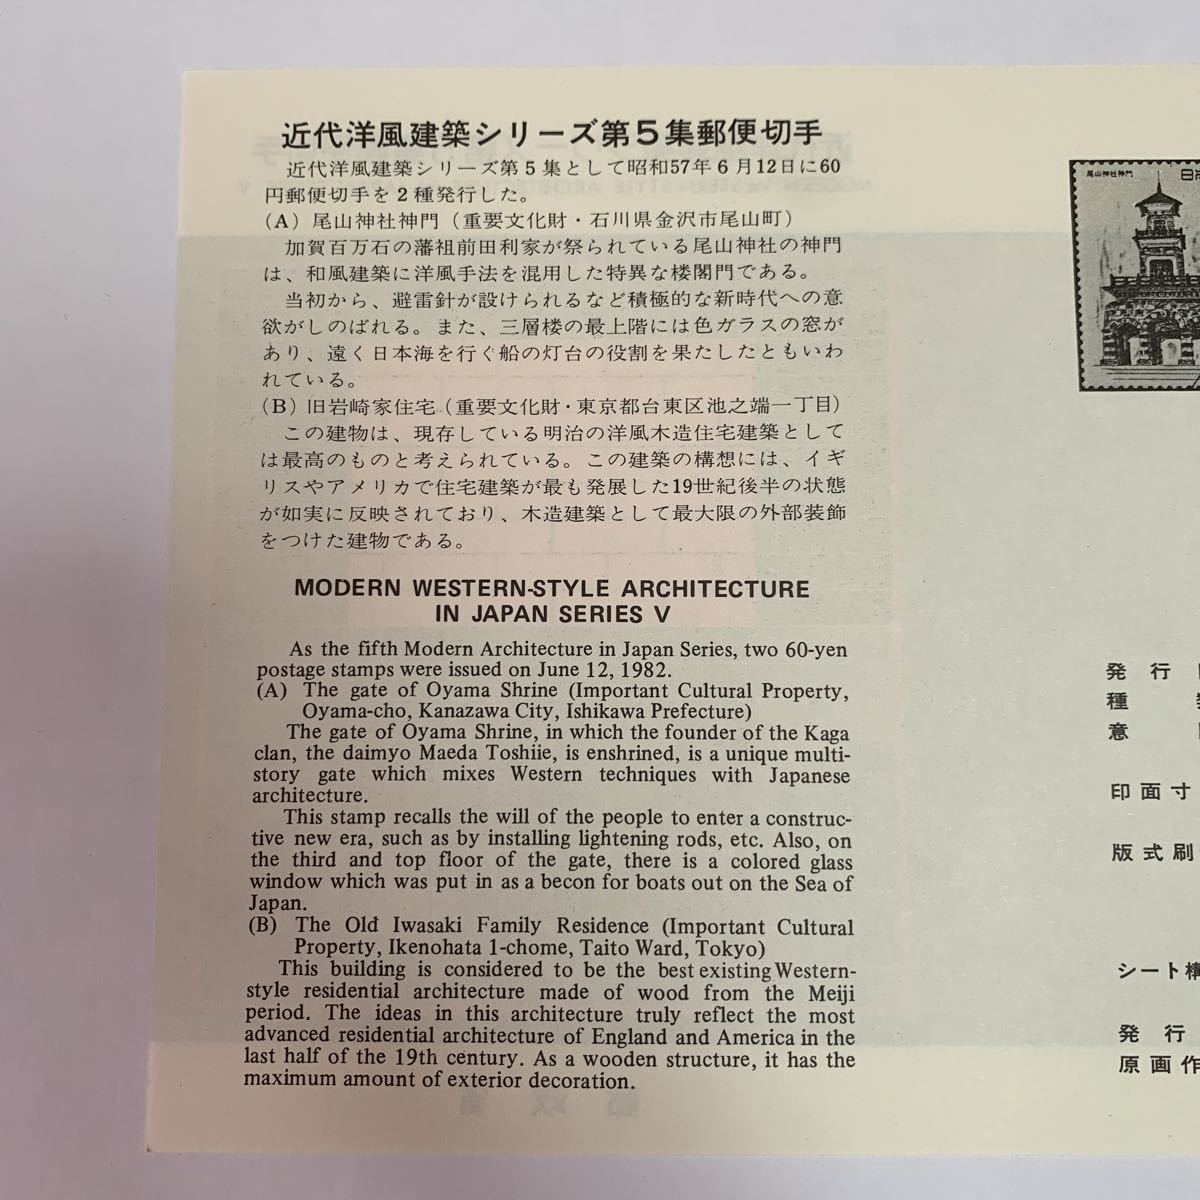 近代洋風建築シリーズ第5集郵便切手
近代洋風建築シリーズ第5集として昭和57年6月12日に60
円郵便切手を2種発行した。
(A) 尾山神社神門(重要文化財・石川県金沢市尾山町)
加賀百万石の藩祖前田利家が祭られている尾山神社の神門
は、和風建築に洋風手法を混用した特異な楼閣門である。
当初から、避雷針が設けられるなど積極的な新時代への意
欲がしのばれる。また、三層楼の最上階には色ガラスの窓が
あり、遠く日本海を行く船の灯台の役割を果たしたともいわ
れている。
(B) 旧岩崎家住宅(重要文化財・東京都台東区池之端一丁目)
この建物は、現存している明治の洋風木造住宅建築として
は最高のものと考えられている。この建築の構想には、イギ
リスやアメリカで住宅建築が最も発展した19世紀後半の状態
が如実に反映されており、木造建築として最大限の外部装飾
をつけた建物である。
MODERN WESTERN-STYLE ARCHITECTURE
IN JAPAN SERIES V
As the fifth Modern Architecture in Japan Series, two 60-yen
postage stamps were issued on June 12, 1982.
(A) The gate of Oyama Shrine (Important Cultural Property,
Oyama-cho, Kanazawa City, Ishikawa Prefecture)
The gate of Oyama Shrine, in which the founder of the Kaga
clan, the daimyo Maeda Toshiie, is enshrined, is a unique multi-
story gate which mixes Western techniques with Japanese
architecture.
This stamp recalls the will of the people to enter a construc-
tive new era, such as by installing lightening rods, etc. Also, on
the third and top floor of the gate, there is a colored glass
window which was put in as a becon for boats out on the Sea of
Japan.
(B) The Old Iwasaki Family Residence (Important Cultural
Property, Ikenohata 1-chome, Taito Ward, Tokyo)
This building is considered to be the best existing Western-
style residential architecture made of wood from the Meiji
period. The ideas in this architecture truly reflect the most
advanced residential architecture of England and America in the
last half of the 19th century. As a wooden structure, it has the
maximum amount of exterior decoration.
尾山神社神門 日本
発行
種
意
印面寸
版式刷
シート構
発行
原画作